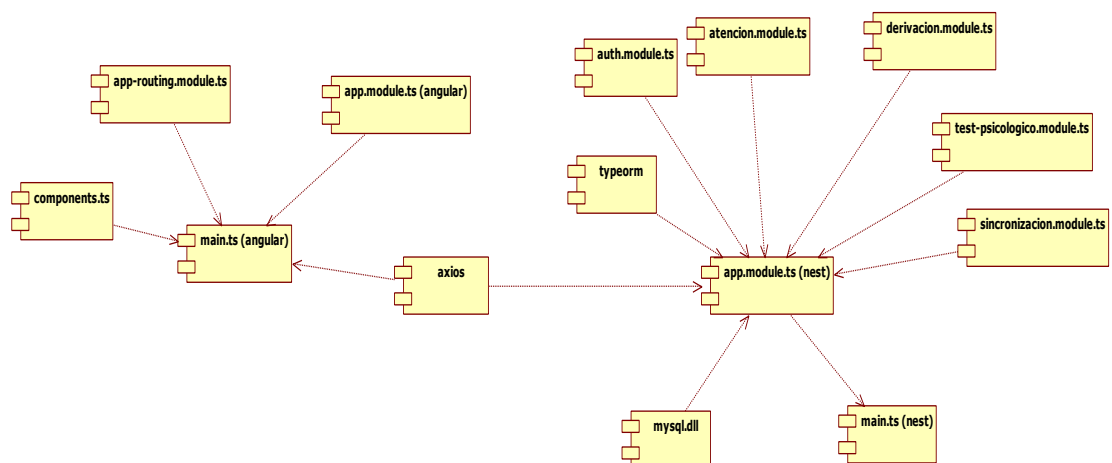 derivacion.module.ts
atencion.module.ts
auth.module.ts
app-routing.module.ts
app.module.ts (angular)
test-psicologico.module.ts
typeorm
components.ts
sincronizacion.module.ts
main.ts (angular)
axios
app.module.ts (nest)
mysql.dll
main.ts (nest)